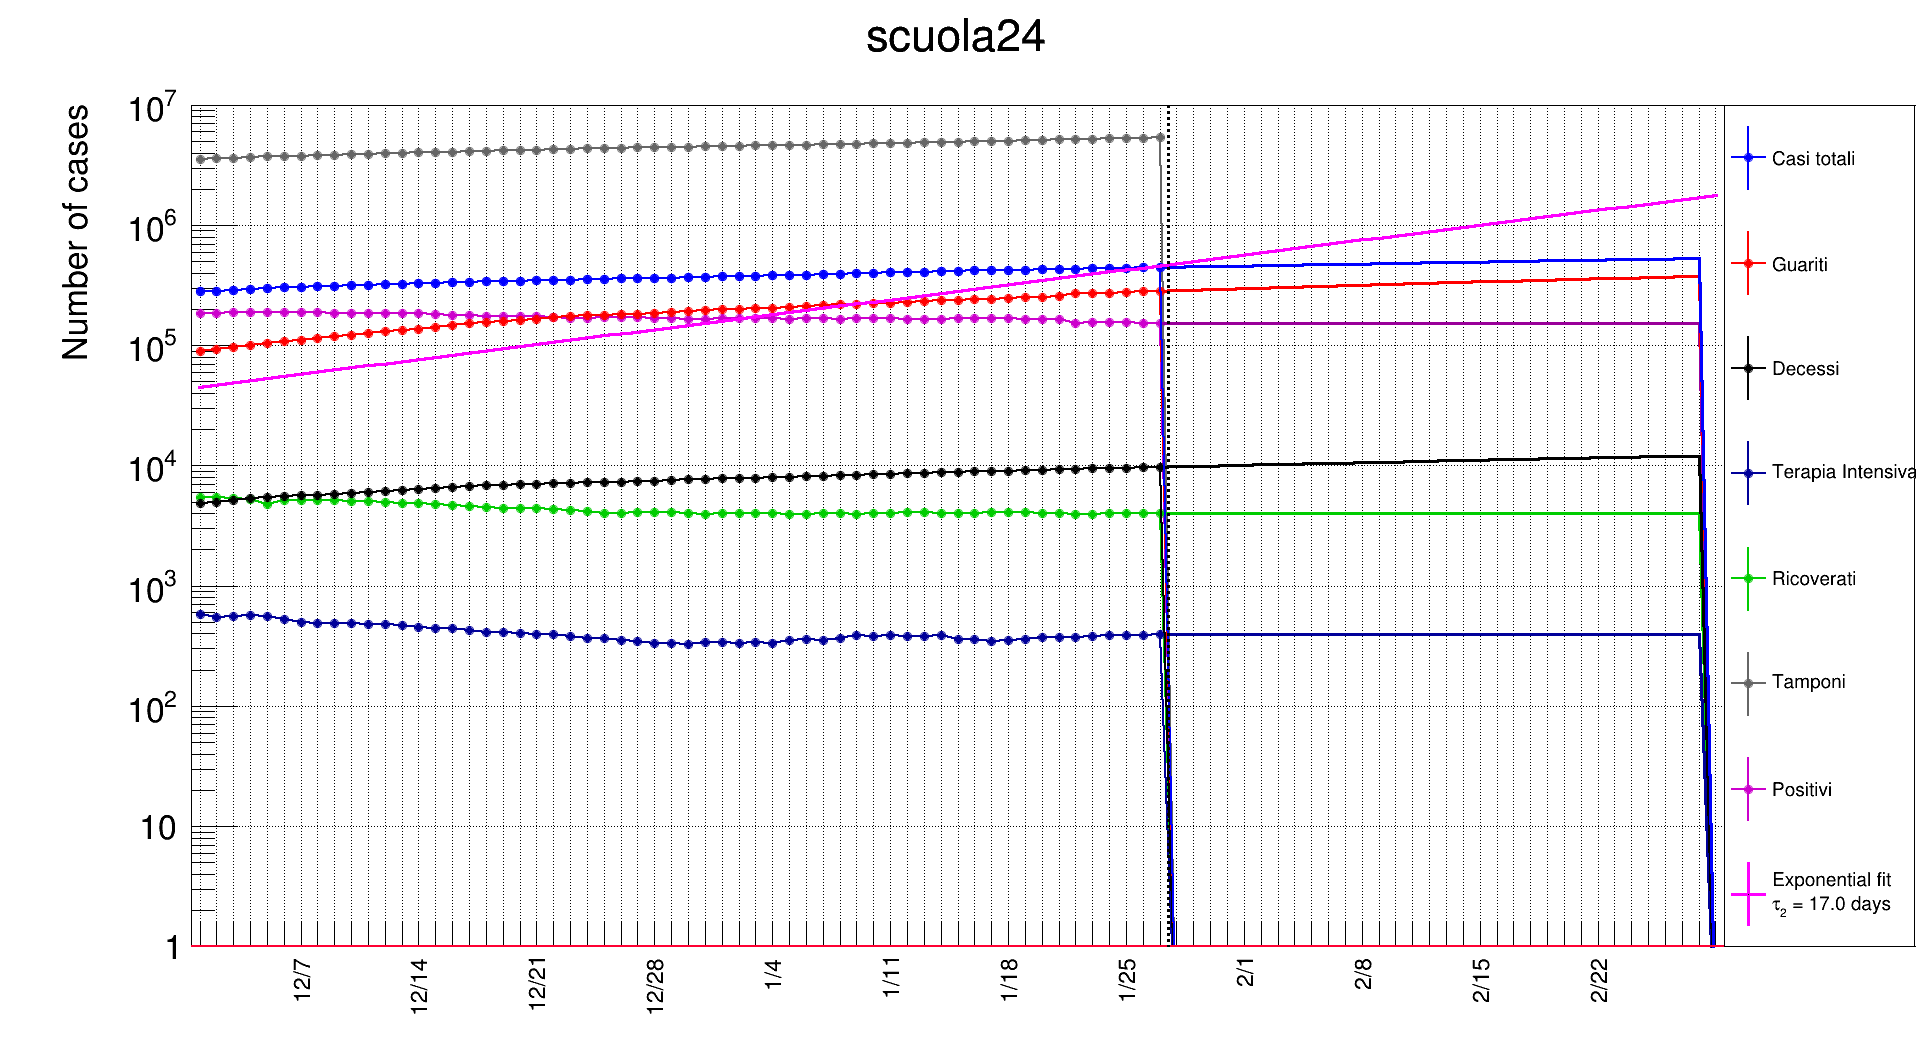 scuola24
Number of cases
10^7
10^6
10^5
10^4
10^3
10^2
10
1
12/7
12/14
12/21
12/28
1/4
1/11
1/18
1/25
2/1
2/8
2/15
2/22
Casi totali
Guariti
Decessi
Terapia Intensiva
Ricoverati
Tamponi
Positivi
Exponential fit
τ₂ = 17.0 days